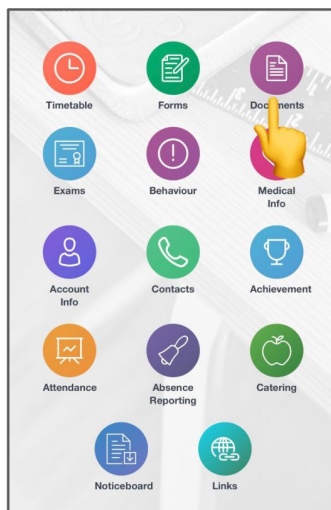 Timetable
Forms
Documents
Exams
Behaviour
Medical
Info
Account
Info
Contacts
Achievement
Attendance
Absence
Reporting
Catering
Noticeboard
Links